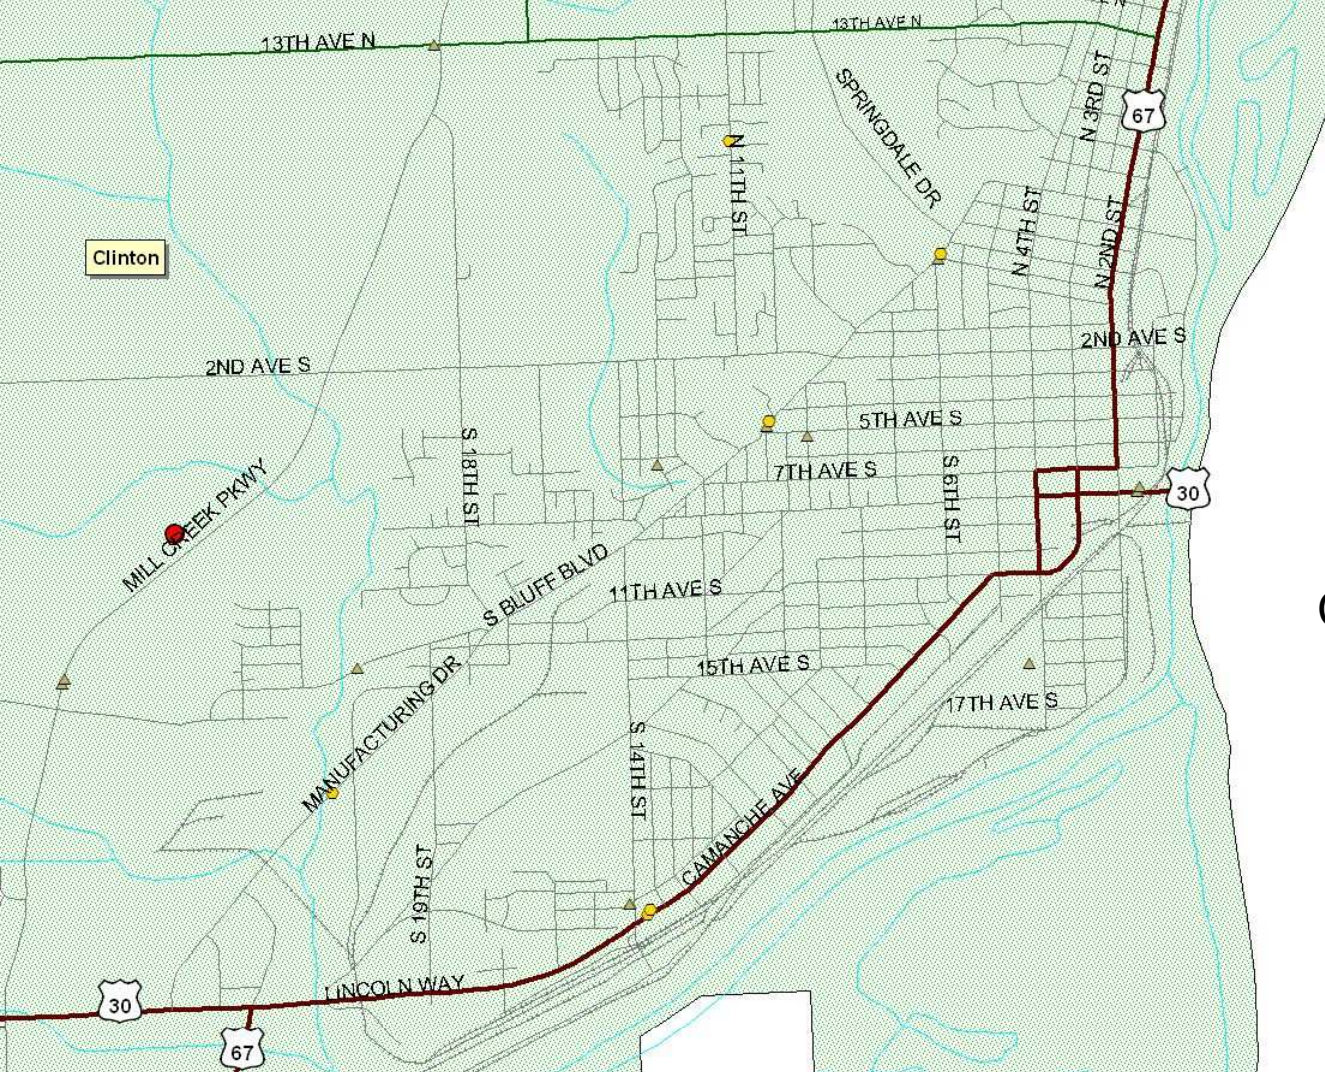 N
13TH AVE N
13TH AVE N
SPRINGDALE DR
N 3RD ST
67
N 11TH ST
N 4TH ST
N 2ND ST
Clinton
2ND AVE S
2ND AVE S
5TH AVE S
7TH AVE S
S 18TH ST
S 6TH ST
30
MILL CREEK PKWY
S BLUFF BLVD
11TH AVE S
15TH AVE S
MANUFACTURING DR
17TH AVE S
S 14TH ST
CAMANCHE AVE
S 19TH ST
LINCOLN WAY
30
67